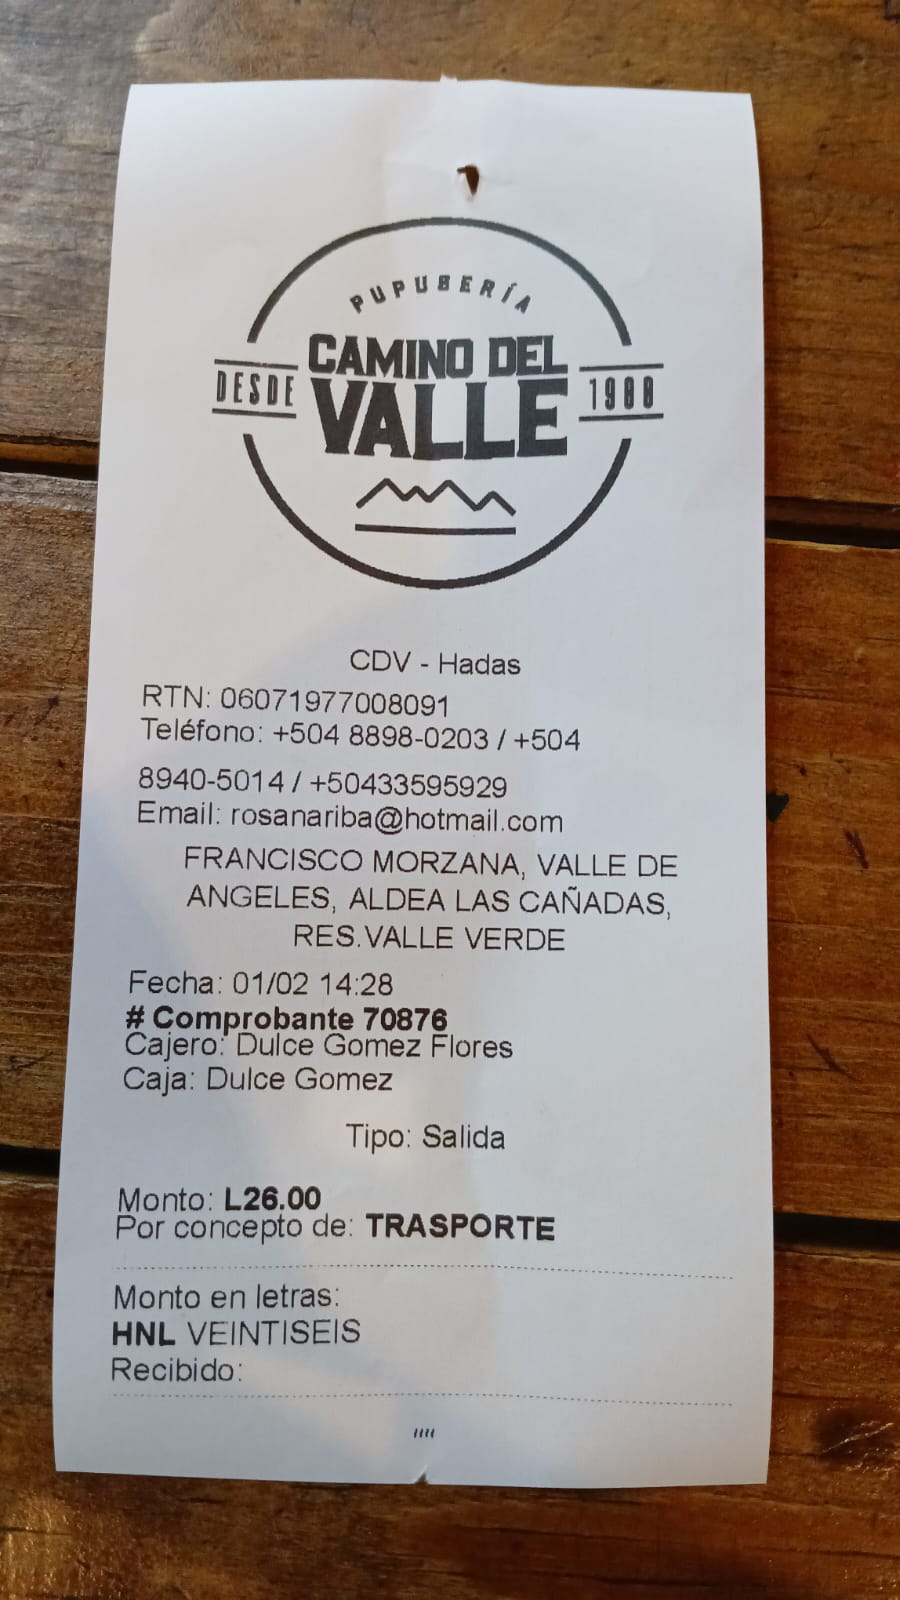 PUPUSERÍA
CAMINO DEL
DESDE VALLE 1988
CDV - Hadas
RTN: 06071977008091
Teléfono: +504 8898-0203 / +504
8940-5014 / +50433595929
Email: rosanariba@hotmail.com
FRANCISCO MORZANA, VALLE DE
ANGELES, ALDEA LAS CAÑADAS,
RES.VALLE VERDE
Fecha: 01/02 14:28
# Comprobante 70876
Cajero: Dulce Gomez Flores
Caja: Dulce Gomez
Tipo: Salida
Monto: L26.00
Por concepto de: TRASPORTE
Monto en letras:
HNL VEINTISEIS
Recibido: